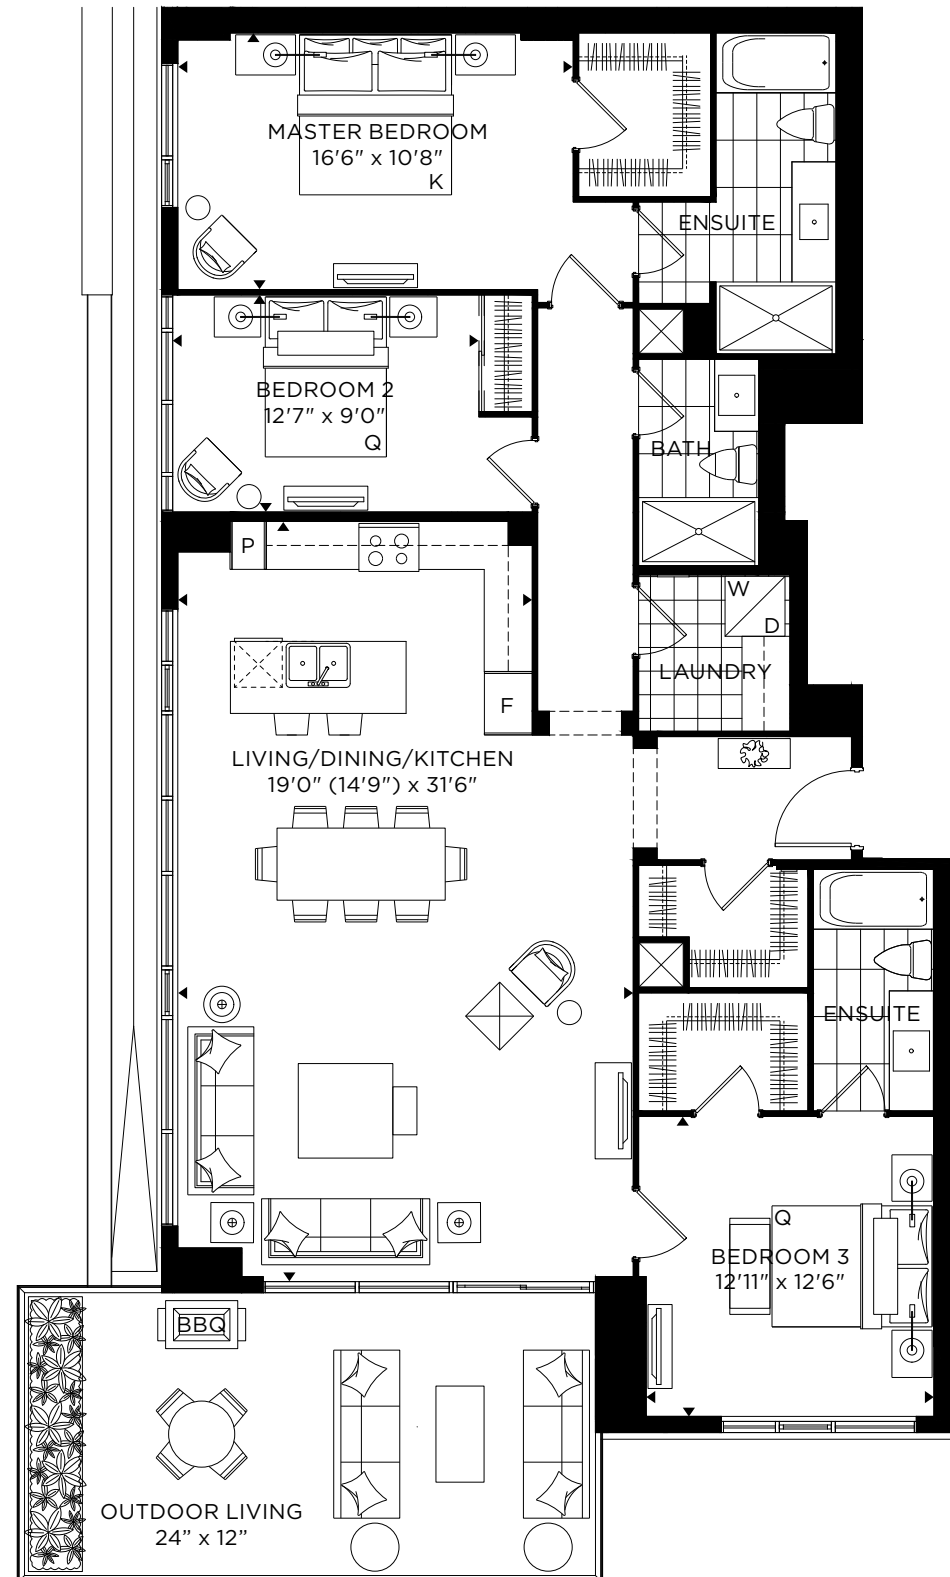 MASTER BEDROOM
16'6" x 10'8"
K
ENSUITE
BEDROOM 2
12'7" x 9'0"
Q
BATH
P
W
D
LAUNDRY
F
LIVING/DINING/KITCHEN
19'0" (14'9") x 31'6"
ENSUITE
Q
BEDROOM 3
12'11" x 12'6"
BBQ
OUTDOOR LIVING
24” x 12”